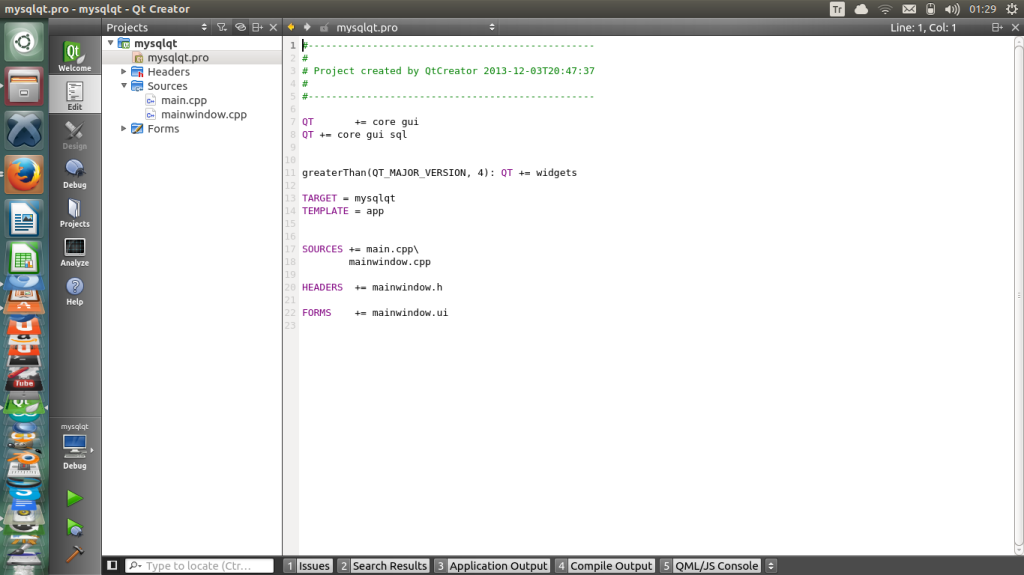 mysqlqt.pro - mysqlqt - Qt Creator
Tr
01:29
Projects
mysqlqt.pro
Line: 1, Col: 1
Welcome
Edit
Design
Debug
Projects
Analyze
Help
mysqlqt
Debug
mysqlqt
mysqlqt.pro
Headers
Sources
main.cpp
mainwindow.cpp
Forms
1 #-------------------------------------------------
2 #
3 # Project created by QtCreator 2013-12-03T20:47:37
4 #
5 #-------------------------------------------------
6
7 QT       += core gui
8 QT += core gui sql
9
10
11 greaterThan(QT_MAJOR_VERSION, 4): QT += widgets
12
13 TARGET = mysqlqt
14 TEMPLATE = app
15
16
17 SOURCES += main.cpp\
18         mainwindow.cpp
19
20 HEADERS  += mainwindow.h
21
22 FORMS    += mainwindow.ui
23
Tube
Type to locate (Ctr...
1 Issues
2 Search Results
3 Application Output
4 Compile Output
5 QML/JS Console